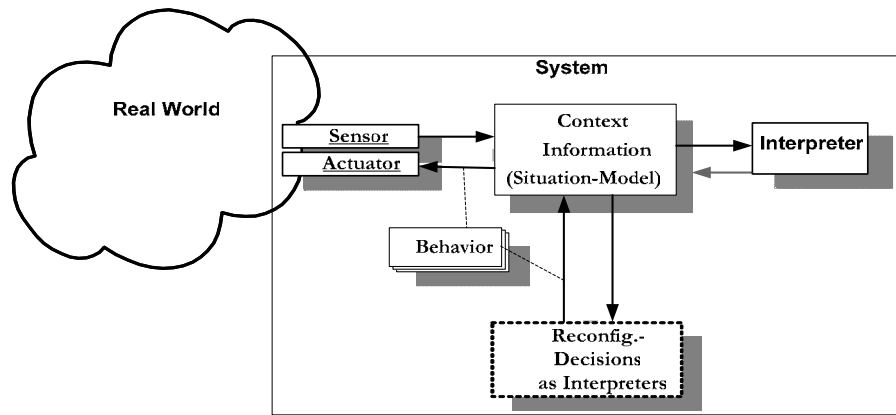 System
Real World
Sensor
Actuator
Context
Information
(Situation-Model)
Interpreter
Behavior
Reconfig.-
Decisions
as Interpreters